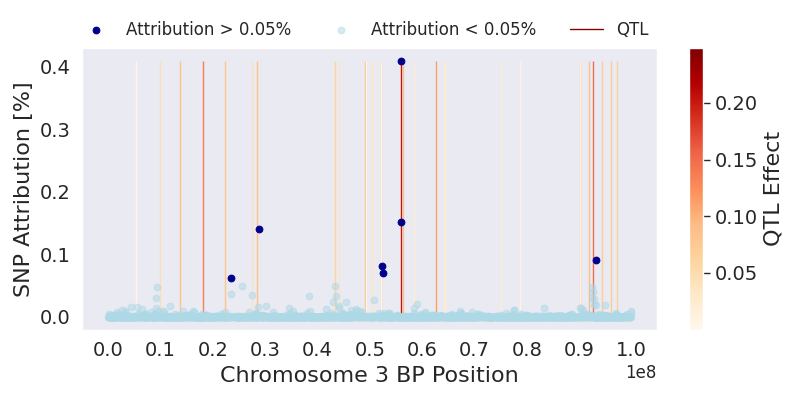 Attribution > 0.05% Attribution < 0.05% QTL
SNP Attribution [%]
0.4
0.3
0.2
0.1
0.0
0.0 0.1 0.2 0.3 0.4 0.5 0.6 0.7 0.8 0.9 1.0
1e8
Chromosome 3 BP Position
0.20
0.15
0.10
0.05
QTL Effect